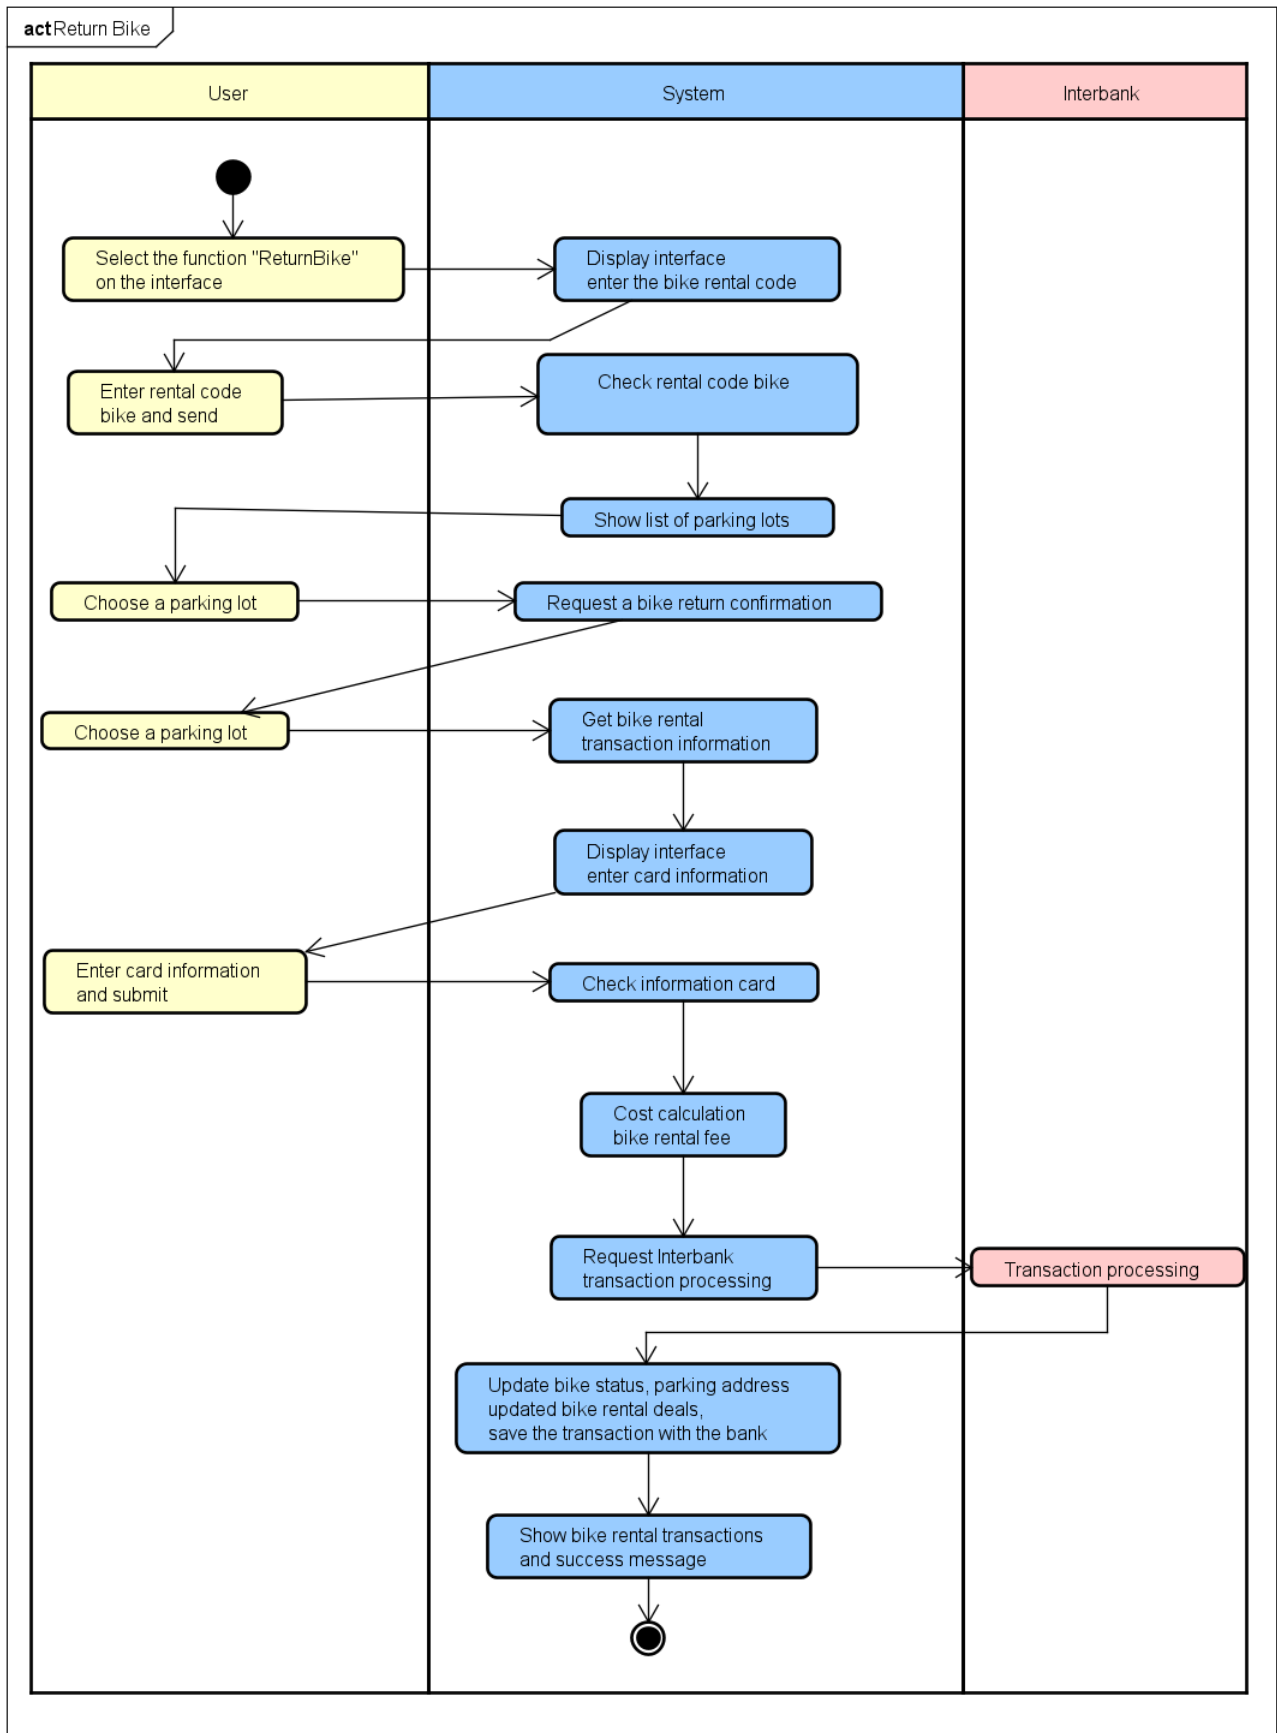 act Return Bike
User
System
Interbank
Select the function "ReturnBike"
on the interface
Display interface
enter the bike rental code
Enter rental code
bike and send
Check rental code bike
Show list of parking lots
Choose a parking lot
Request a bike return confirmation
Choose a parking lot
Get bike rental
transaction information
Display interface
enter card information
Enter card information
and submit
Check information card
Cost calculation
bike rental fee
Request Interbank
transaction processing
Transaction processing
Update bike status, parking address
updated bike rental deals,
save the transaction with the bank
Show bike rental transactions
and success message